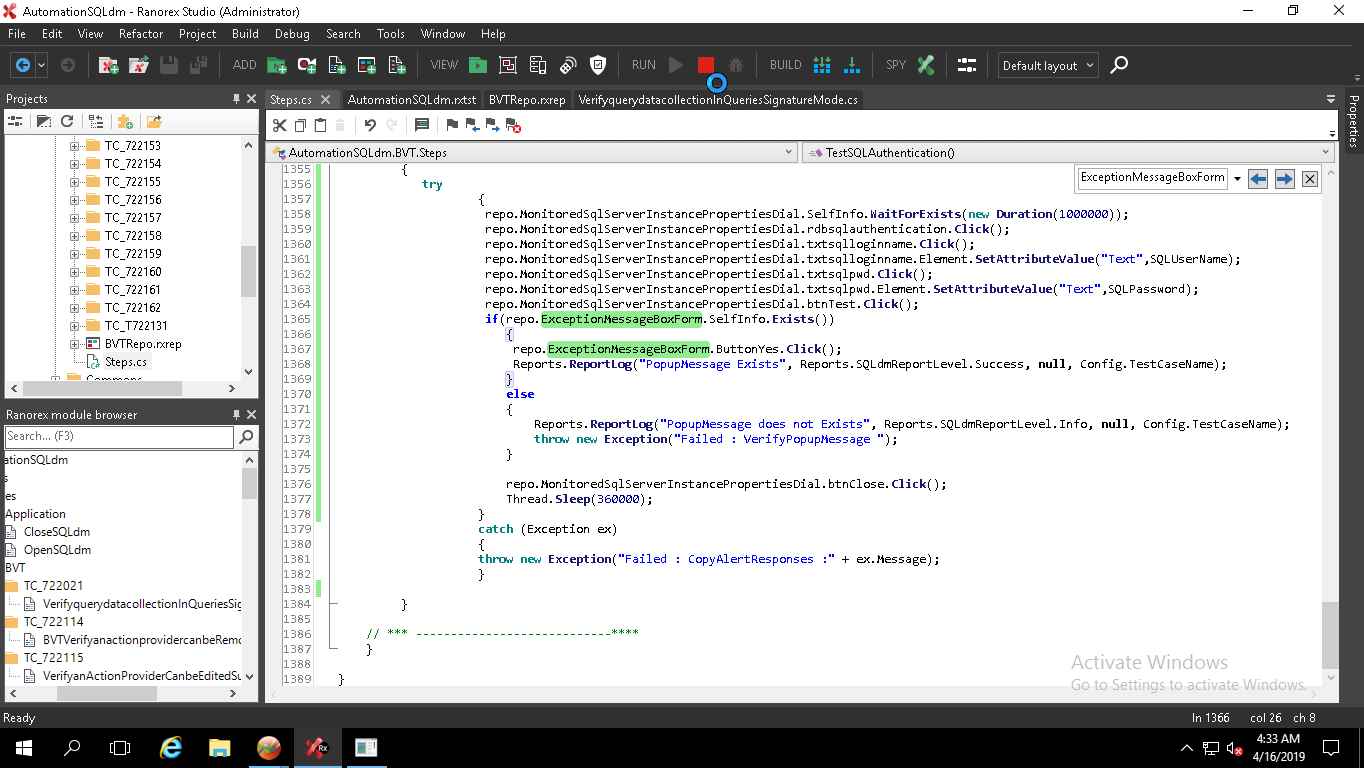 AutomationSQLdm - Ranorex Studio (Administrator)
File Edit View Refactor Project Build Debug Search Tools Window Help
ADD VIEW RUN BUILD SPY Default layout
Projects
Steps.cs AutomationSQLdm.rxtst BVTRepo.rxrep VerifyquerydatacollectionInQueriesSignatureMode.cs
Properties
AutomationSQLdm.BVT.Steps TestSQLAuthentication()
ExceptionMessageBoxForm
TC_722153
TC_722154
TC_722155
TC_722156
TC_722157
TC_722158
TC_722159
TC_722160
TC_722161
TC_722162
TC_T722131
BVTRepo.rxrep
Steps.cs
Commons
Ranorex module browser
Search... (F3)
ationSQLdm
s
es
Application
CloseSQLdm
OpenSQLdm
BVT
TC_722021
VerifyquerydatacollectionInQueriesSig
TC_722114
BVTVerifyanactionprovidercanbeRemo
TC_722115
VerifyanActionProviderCanbeEditedSu
1355 {
1356 try
1357 {
1358 repo.MonitoredSqlServerInstancePropertiesDial.SelfInfo.WaitForExists(new Duration(1000000));
1359 repo.MonitoredSqlServerInstancePropertiesDial.rdbsqlauthentication.Click();
1360 repo.MonitoredSqlServerInstancePropertiesDial.txtsqlloginname.Click();
1361 repo.MonitoredSqlServerInstancePropertiesDial.txtsqlloginname.Element.SetAttributeValue("Text",SQLUserName);
1362 repo.MonitoredSqlServerInstancePropertiesDial.txtsqlpwd.Click();
1363 repo.MonitoredSqlServerInstancePropertiesDial.txtsqlpwd.Element.SetAttributeValue("Text",SQLPassword);
1364 repo.MonitoredSqlServerInstancePropertiesDial.btnTest.Click();
1365 if(repo.ExceptionMessageBoxForm.SelfInfo.Exists())
1366 {
1367 repo.ExceptionMessageBoxForm.ButtonYes.Click();
1368 Reports.ReportLog("PopupMessage Exists", Reports.SQLdmReportLevel.Success, null, Config.TestCaseName);
1369 }
1370 else
1371 {
1372 Reports.ReportLog("PopupMessage does not Exists", Reports.SQLdmReportLevel.Info, null, Config.TestCaseName);
1373 throw new Exception("Failed : VerifyPopupMessage ");
1374 }
1375
1376 repo.MonitoredSqlServerInstancePropertiesDial.btnClose.Click();
1377 Thread.Sleep(360000);
1378 }
1379 catch (Exception ex)
1380 {
1381 throw new Exception("Failed : CopyAlertResponses :" + ex.Message);
1382 }
1383
1384 }
1385
1386 // *** ----------------------------****
1387 }
1388
1389 }
Activate Windows
Go to Settings to activate Windows.
Ready ln 1366 col 26 ch 8
Rx
4:33 AM
4/16/2019